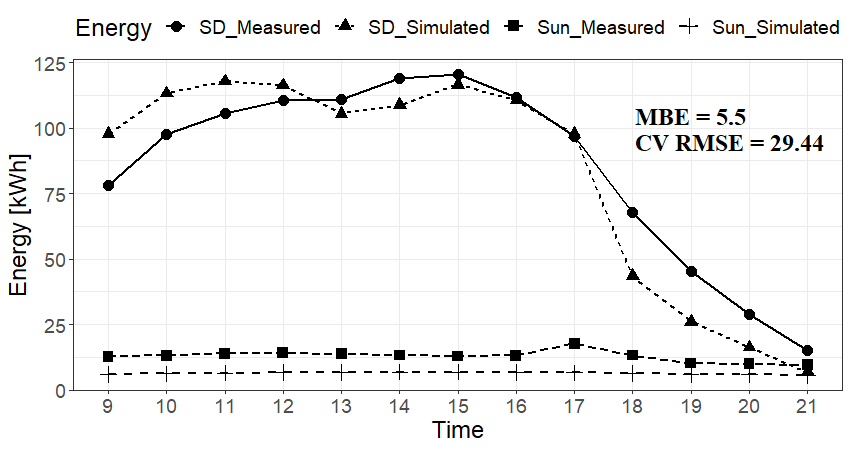 Energy SD_Measured SD_Simulated Sun_Measured Sun_Simulated
125
100
75
50
25
0
Energy [kWh]
MBE = 5.5
CV RMSE = 29.44
9 10 11 12 13 14 15 16 17 18 19 20 21
Time